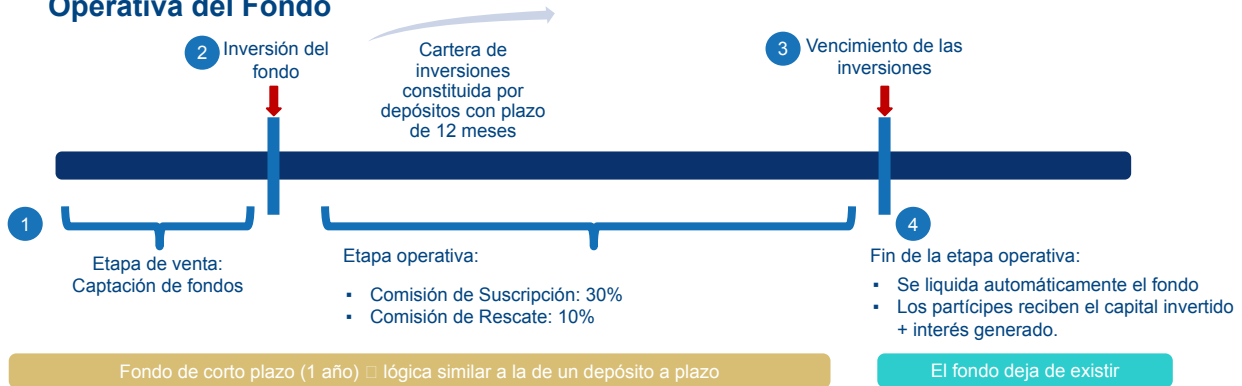 Operativa del Fondo
2
Inversión del
fondo
Cartera de
inversiones
constituida por
depósitos con plazo
de 12 meses
3
Vencimiento de las
inversiones
1
Etapa de venta:
Captación de fondos
Etapa operativa:
▪ Comisión de Suscripción: 30%
▪ Comisión de Rescate: 10%
4
Fin de la etapa operativa:
▪ Se liquida automáticamente el fondo
▪ Los partícipes reciben el capital invertido
+ interés generado.
Fondo de corto plazo (1 año) □ lógica similar a la de un depósito a plazo
El fondo deja de existir